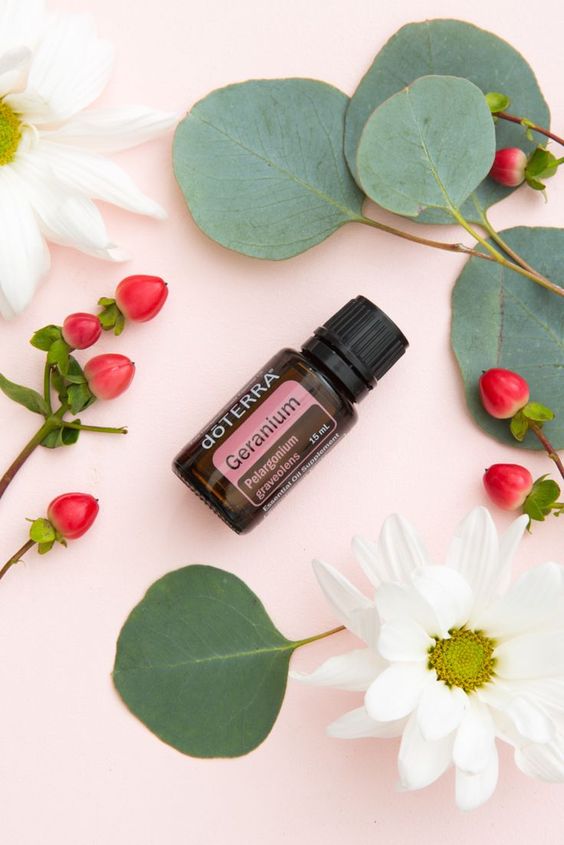 dōTERRA
Geranium
Pelargonium
graveolens
15 mL
Essential Oil Supplement